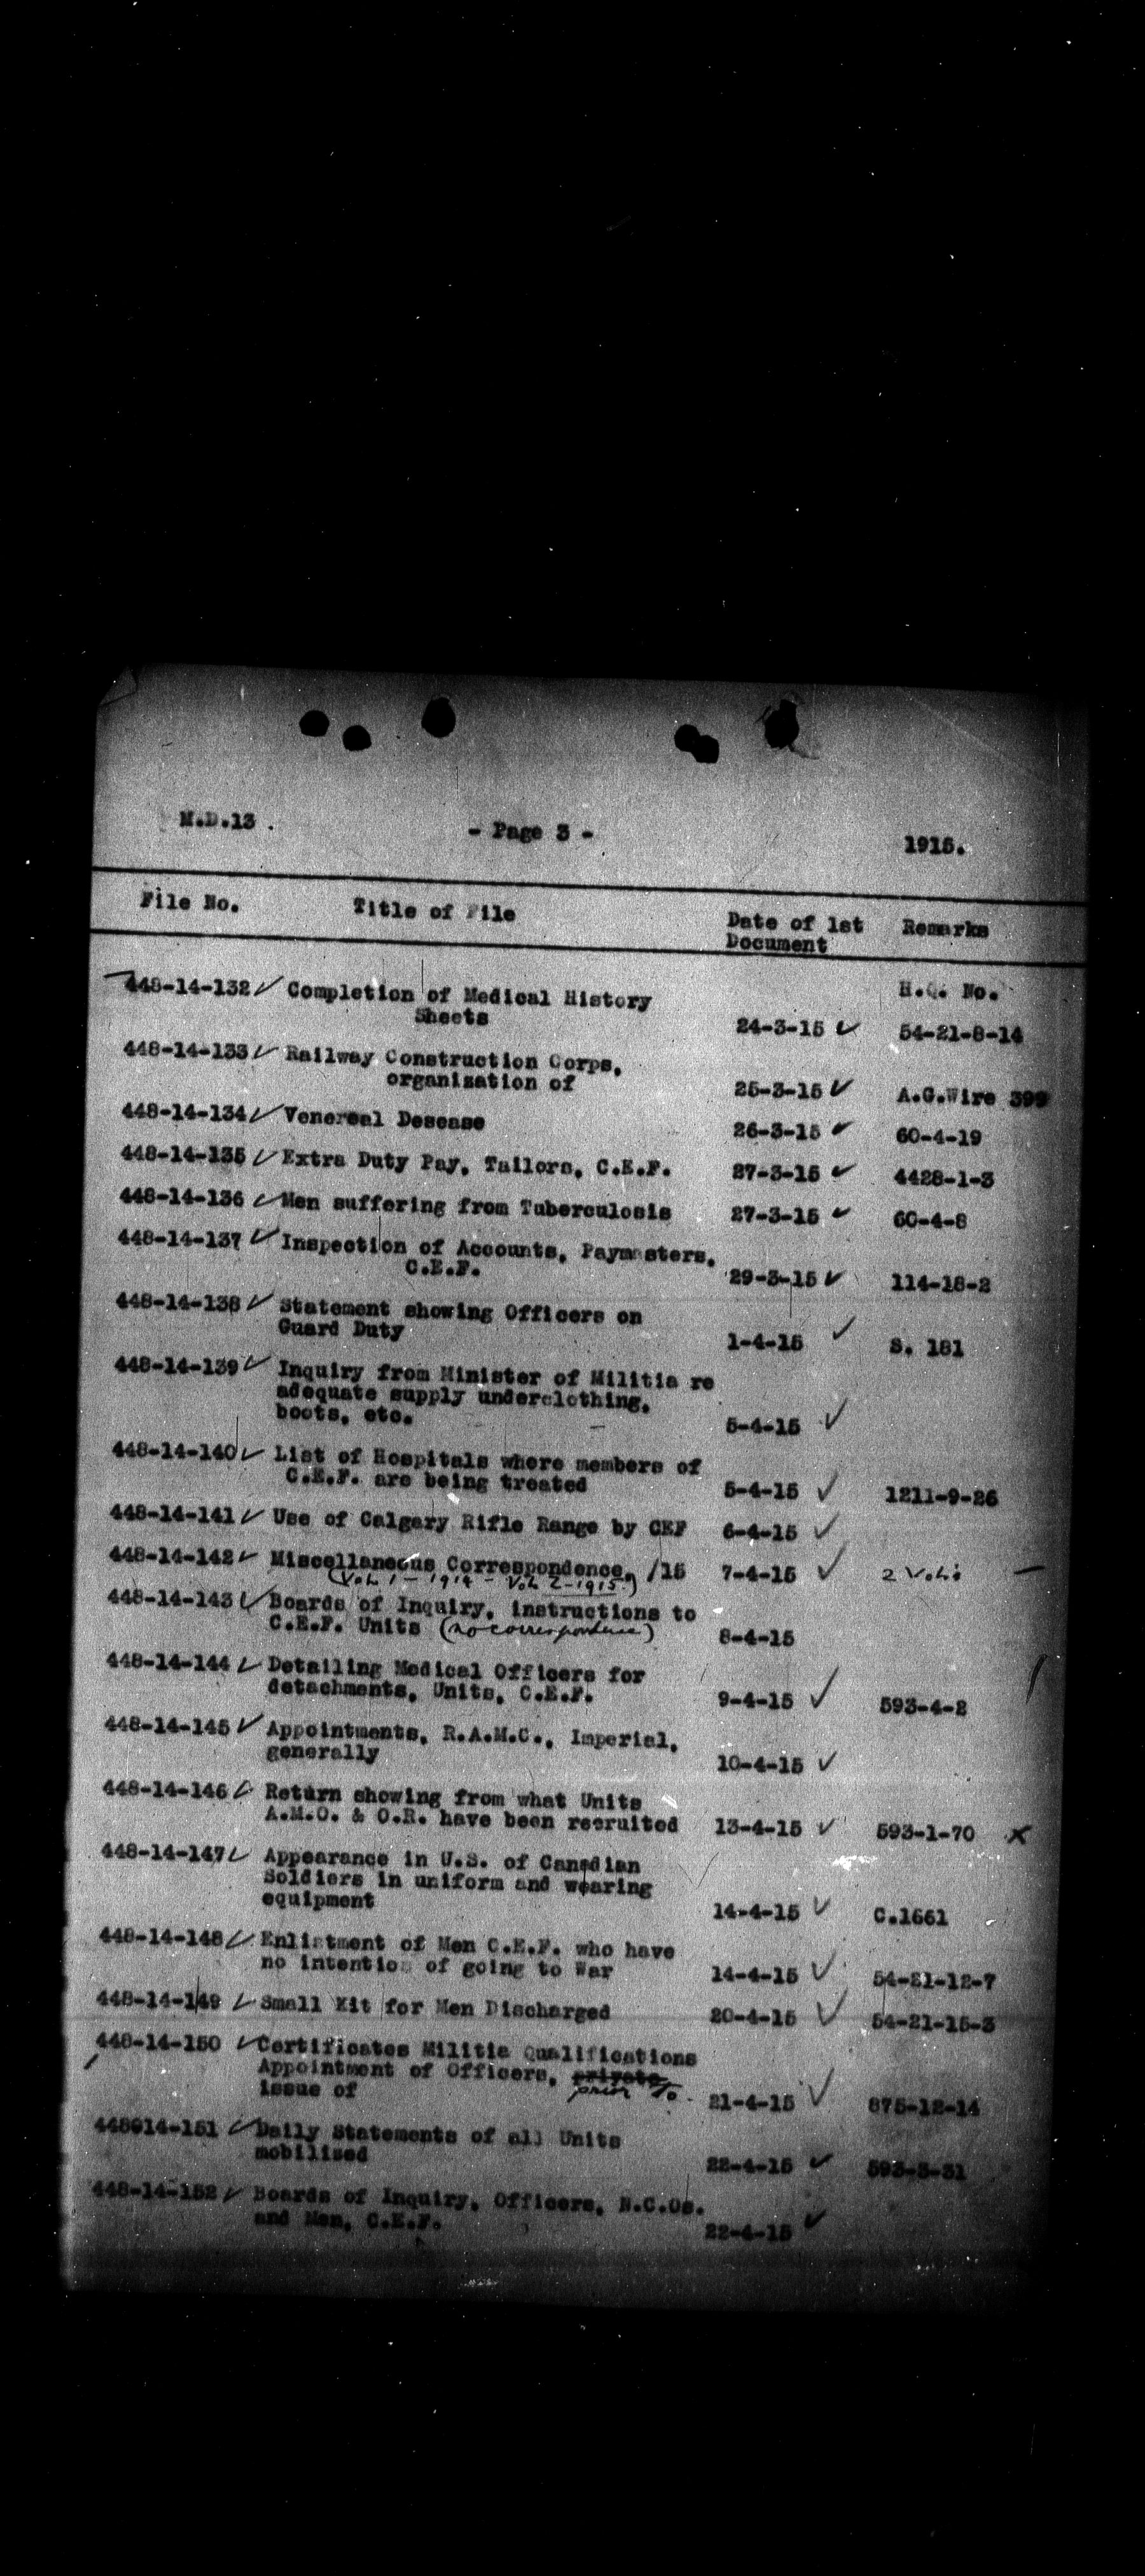 M.D.13 . - Page 3 - 1915.
File No. Title of File Date of 1st Remarks
Document
H.Q. No.
448-14-132 Completion of Medical History
Sheets 24-3-15 54-21-8-14
448-14-133 Railway Construction Corps,
organization of 25-3-15 A.G.Wire 399
448-14-134 Venereal Desease 26-3-15 60-4-19
448-14-135 Extra Duty Pay, Tailors, C.E.F. 27-3-15 4428-1-3
448-14-136 Men suffering from Tuberculosis 27-3-15 60-4-8
448-14-137 Inspection of Accounts, Paymasters,
C.E.F. 29-3-15 114-18-2
448-14-138 Statement showing Officers on
Guard Duty 1-4-15 S. 181
448-14-139 Inquiry from Minister of Militia re
adequate supply underclothing,
boots, etc. 5-4-15
448-14-140 List of Hospitals where members of
C.E.F. are being treated 5-4-15 1211-9-26
448-14-141 Use of Calgary Rifle Range by CEF 6-4-15
448-14-142 Miscellaneous Correspondence, /15 7-4-15 2 Vols
(Vol. 1 - 1914 - Vol. 2 - 1915)
448-14-143 Boards of Inquiry, instructions to
C.E.F. Units (no correspondence) 8-4-15
448-14-144 Detailing Medical Officers for
detachments, Units, C.E.F. 9-4-15 593-4-2
448-14-145 Appointments, R.A.M.C., Imperial,
generally 10-4-15
448-14-146 Return showing from what Units
A.M.O. & O.R. have been recruited 13-4-15 593-1-70 X
448-14-147 Appearance in U.S. of Canadian
Soldiers in uniform and wearing
equipment 14-4-15 C.1661
448-14-148 Enlistment of Men C.E.F. who have
no intention of going to War 14-4-15 54-21-12-7
448-14-149 Small Kit for Men Discharged 20-4-15 54-21-15-3
448-14-150 Certificates Militia Qualifications
Appointment of Officers, private
prior to
issue of 21-4-15 875-12-14
448014-151 Daily Statements of all Units
mobilised 22-4-15 593-3-31
448-14-152 Boards of Inquiry, Officers, N.C.Os.
and Men, C.E.F. 22-4-15